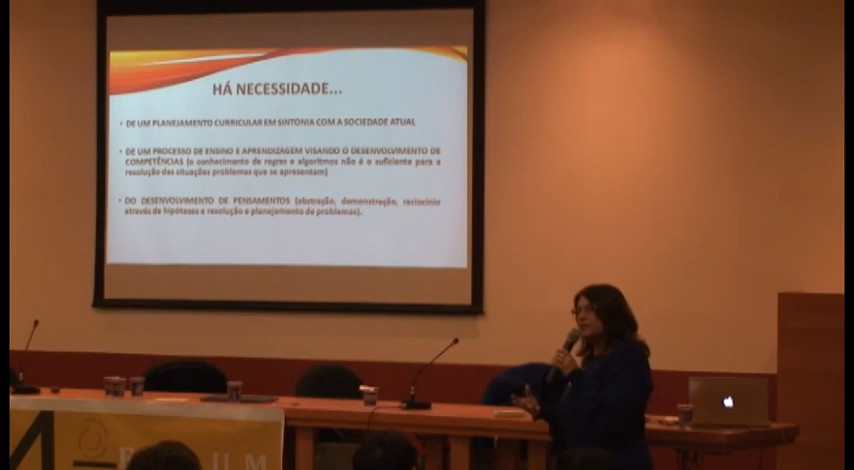 HÁ NECESSIDADE...
• DE UM PLANEJAMENTO CURRICULAR EM SINTONIA COM A SOCIEDADE ATUAL
• DE UM PROCESSO DE ENSINO E APRENDIZAGEM VISANDO O DESENVOLVIMENTO DE
COMPETÊNCIAS (o conhecimento de regras e algoritmos não é o suficiente para a
resolução das situações problemas que se apresentam)
• DO DESENVOLVIMENTO DE PENSAMENTOS (abstração, demonstração, raciocínio
através de hipóteses e resolução e planejamento de problemas).